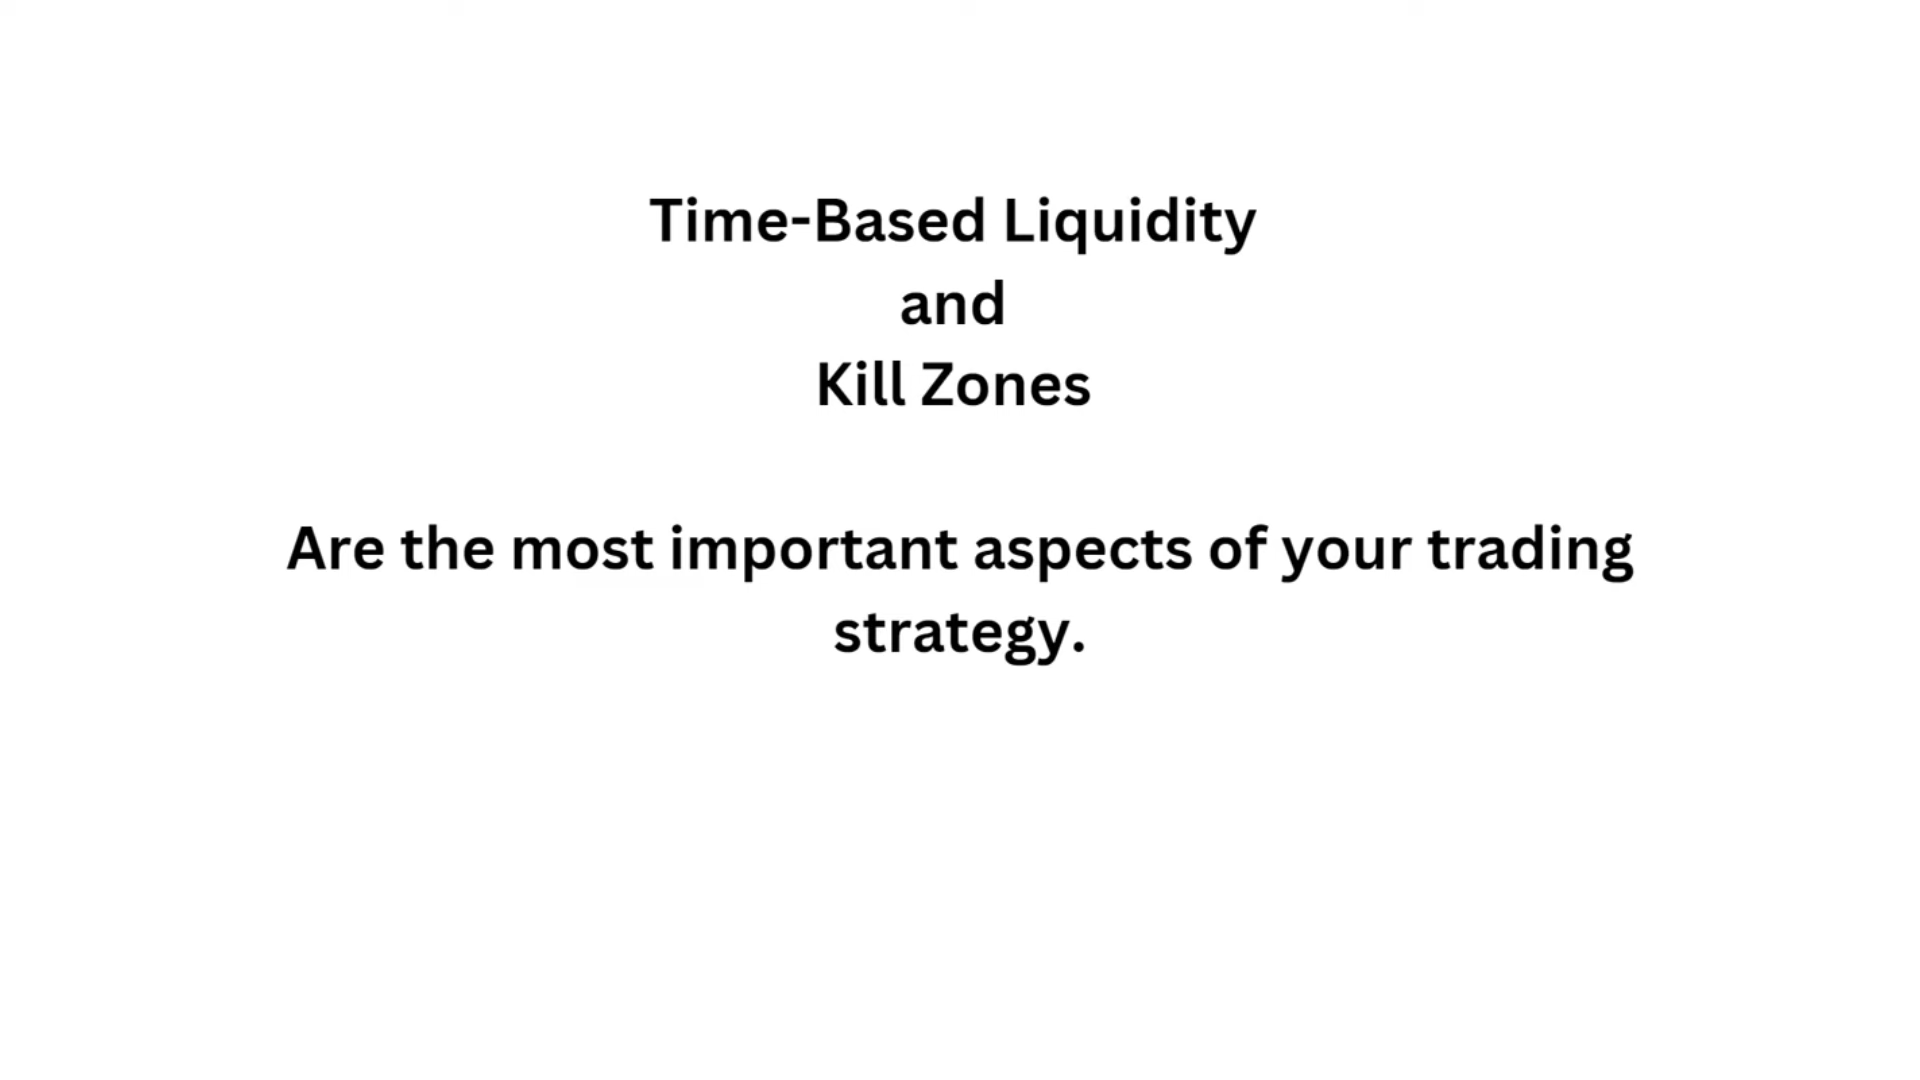 Time-Based Liquidity
and
Kill Zones
Are the most important aspects of your trading
strategy.